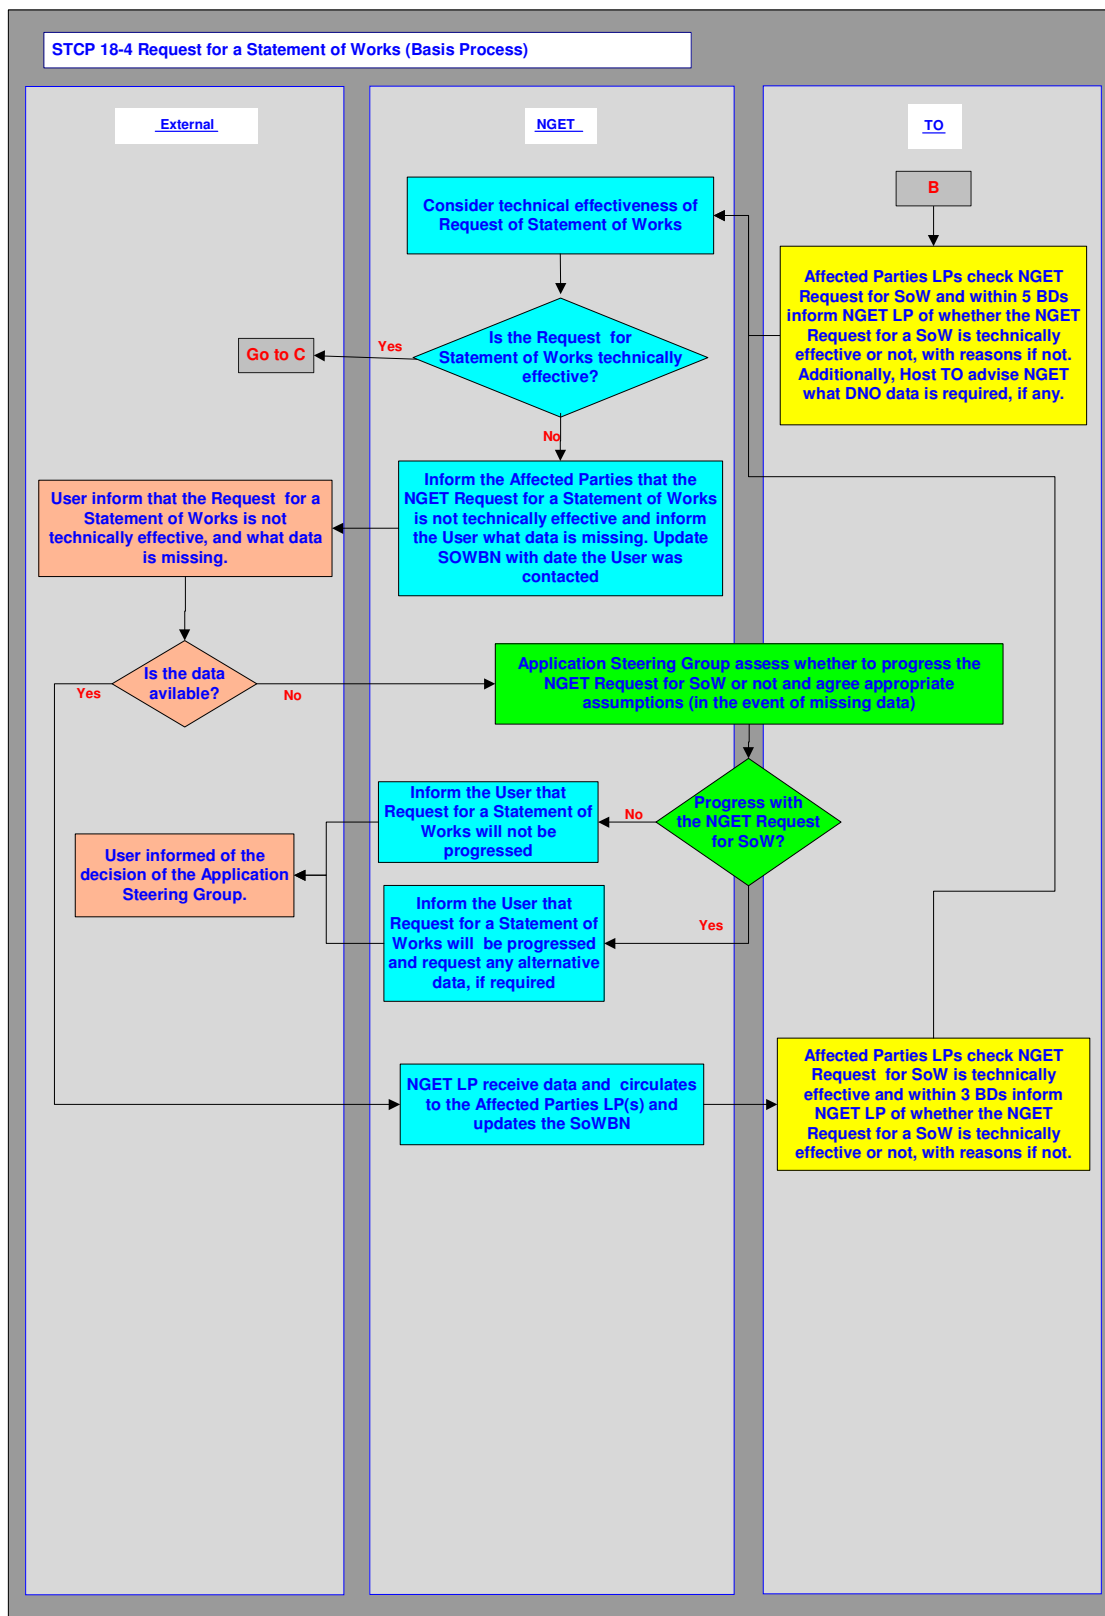 STCP 18-4 Request for a Statement of Works (Basis Process)
External
NGET
TO
B
Consider technical effectiveness of
Request of Statement of Works
Affected Parties LPs check NGET
Request for SoW and within 5 BDs
inform NGET LP of whether the NGET
Request for a SoW is technically
effective or not, with reasons if not.
Additionally, Host TO advise NGET
what DNO data is required, if any.
Is the Request for
Statement of Works technically
effective?
Yes
Go to C
No
Inform the Affected Parties that the
NGET Request for a Statement of Works
is not technically effective and inform
the User what data is missing. Update
SOWBN with date the User was
contacted
User inform that the Request for a
Statement of Works is not
technically effective, and what data
is missing.
Is the data
avilable?
Yes
No
Application Steering Group assess whether to progress the
NGET Request for SoW or not and agree appropriate
assumptions (in the event of missing data)
Progress with
the NGET Request
for SoW?
No
Inform the User that
Request for a Statement of
Works will not be
progressed
User informed of the
decision of the Application
Steering Group.
Yes
Inform the User that
Request for a Statement of
Works will be progressed
and request any alternative
data, if required
NGET LP receive data and circulates
to the Affected Parties LP(s) and
updates the SoWBN
Affected Parties LPs check NGET
Request for SoW is technically
effective and within 3 BDs inform
NGET LP of whether the NGET
Request for a SoW is technically
effective or not, with reasons if not.